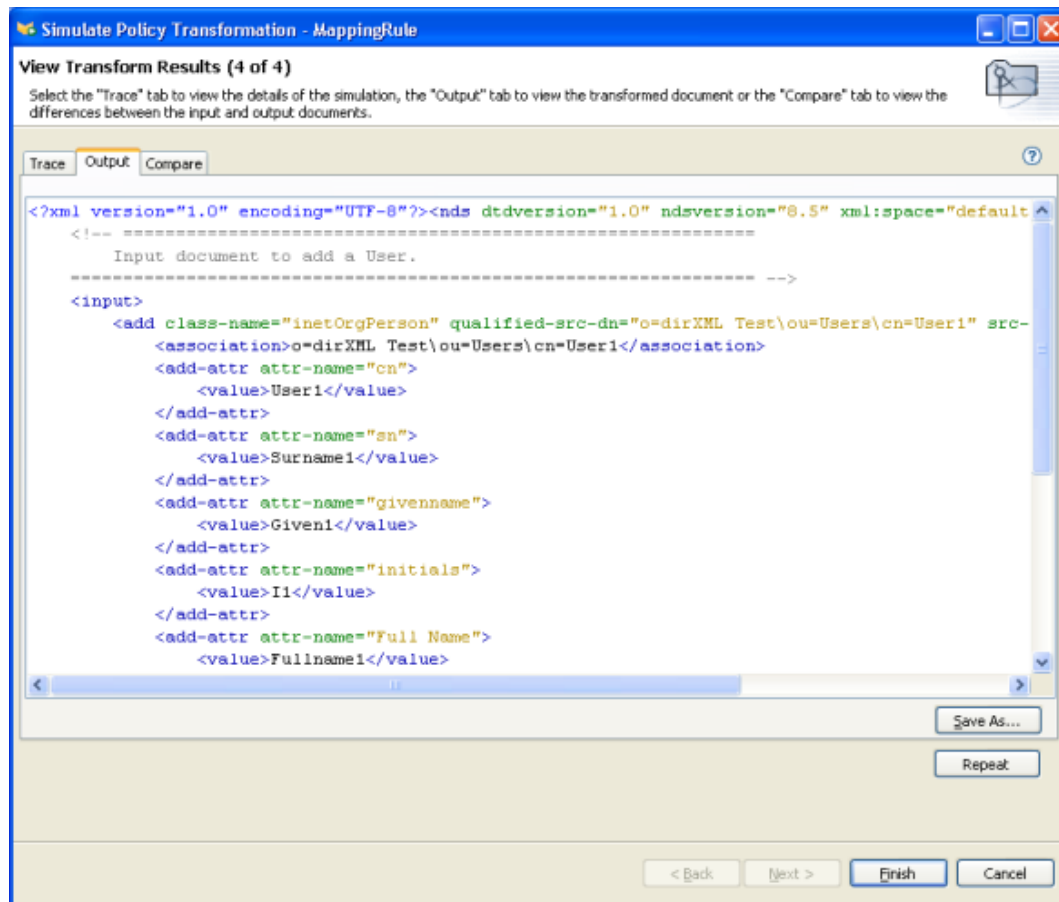 Simulate Policy Transformation - MappingRule
View Transform Results (4 of 4)
Select the "Trace" tab to view the details of the simulation, the "Output" tab to view the transformed document or the "Compare" tab to view the
differences between the input and output documents.
Trace Output Compare
<?xml version="1.0" encoding="UTF-8"?><nds dtdversion="1.0" ndsversion="8.5" xml:space="default
<!-- ============================================================
Input document to add a User.
================================================================= -->
<input>
<add class-name="inetOrgPerson" qualified-src-dn="o=dirXML Test\ou=Users\cn=User1" src-
<association>o=dirXML Test\ou=Users\cn=User1</association>
<add-attr attr-name="cn">
<value>User1</value>
</add-attr>
<add-attr attr-name="sn">
<value>Surname1</value>
</add-attr>
<add-attr attr-name="givenname">
<value>Given1</value>
</add-attr>
<add-attr attr-name="initials">
<value>I1</value>
</add-attr>
<add-attr attr-name="Full Name">
<value>Fullname1</value>
Save As...
Repeat
< Back Next > Finish Cancel